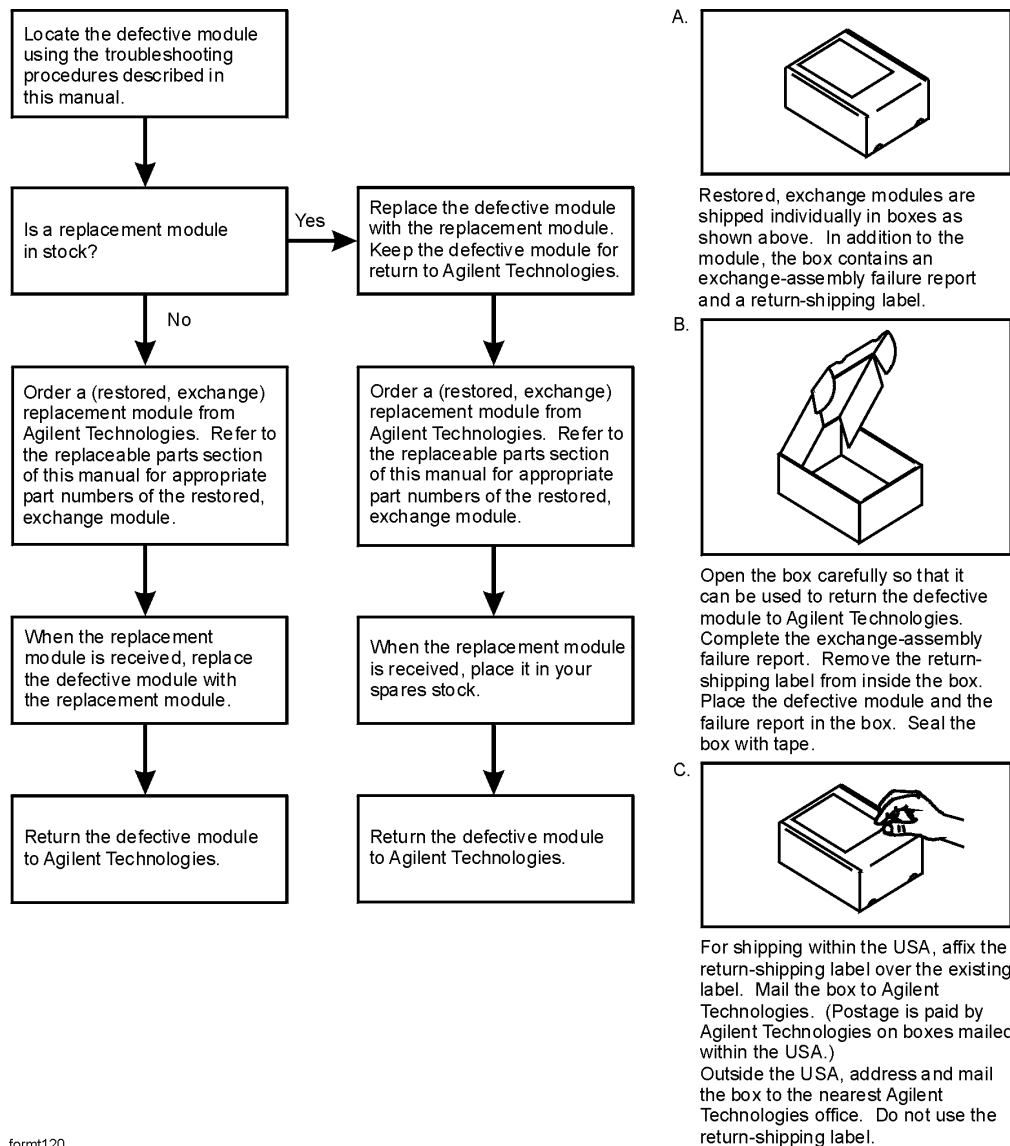 Locate the defective module
using the troubleshooting
procedures described in
this manual.
Is a replacement module
in stock?
Yes
Replace the defective module
with the replacement module.
Keep the defective module for
return to Agilent Technologies.
No
Order a (restored, exchange)
replacement module from
Agilent Technologies. Refer to
the replaceable parts section
of this manual for appropriate
part numbers of the restored,
exchange module.
Order a (restored, exchange)
replacement module from
Agilent Technologies. Refer to
the replaceable parts section
of this manual for appropriate
part numbers of the restored,
exchange module.
When the replacement
module is received, replace
the defective module with
the replacement module.
When the replacement module
is received, place it in your
spares stock.
Return the defective module
to Agilent Technologies.
Return the defective module
to Agilent Technologies.
A.
Restored, exchange modules are
shipped individually in boxes as
shown above. In addition to the
module, the box contains an
exchange-assembly failure report
and a return-shipping label.
B.
Open the box carefully so that it
can be used to return the defective
module to Agilent Technologies.
Complete the exchange-assembly
failure report. Remove the return-
shipping label from inside the box.
Place the defective module and the
failure report in the box. Seal the
box with tape.
C.
For shipping within the USA, affix the
return-shipping label over the existing
label. Mail the box to Agilent
Technologies. (Postage is paid by
Agilent Technologies on boxes mailed
within the USA.)
Outside the USA, address and mail
the box to the nearest Agilent
Technologies office. Do not use the
return-shipping label.
formt120